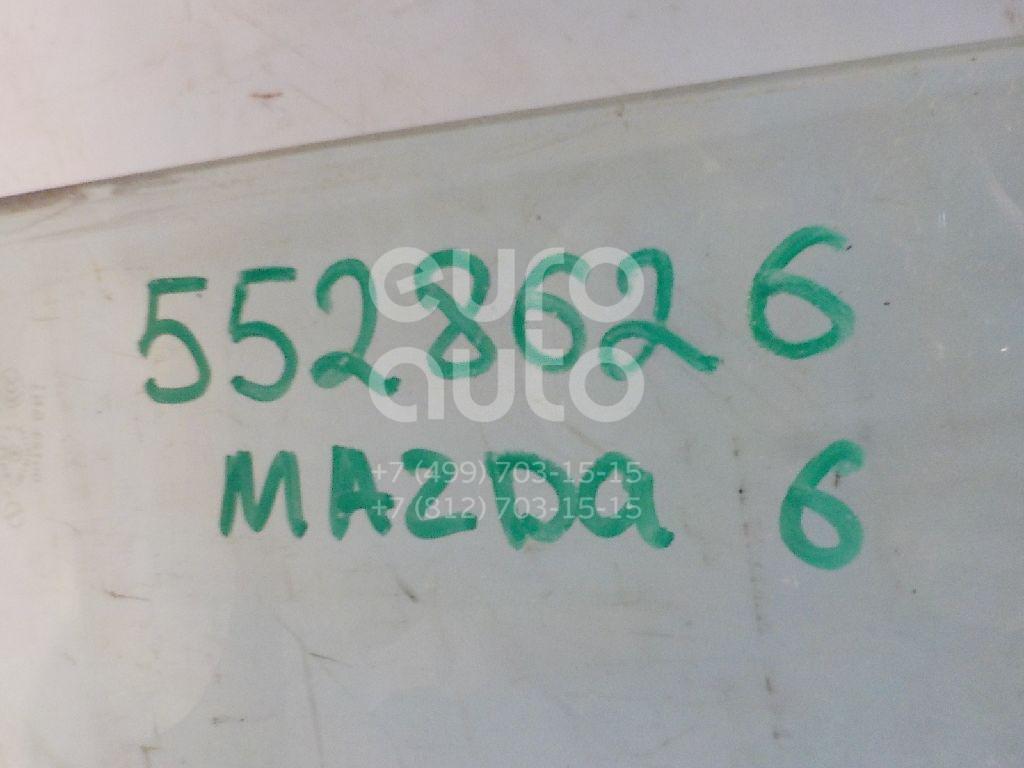 5528626
MAZDa 6
euro
auto
+7 (499) 703-15-15
+7 (812) 703-15-15